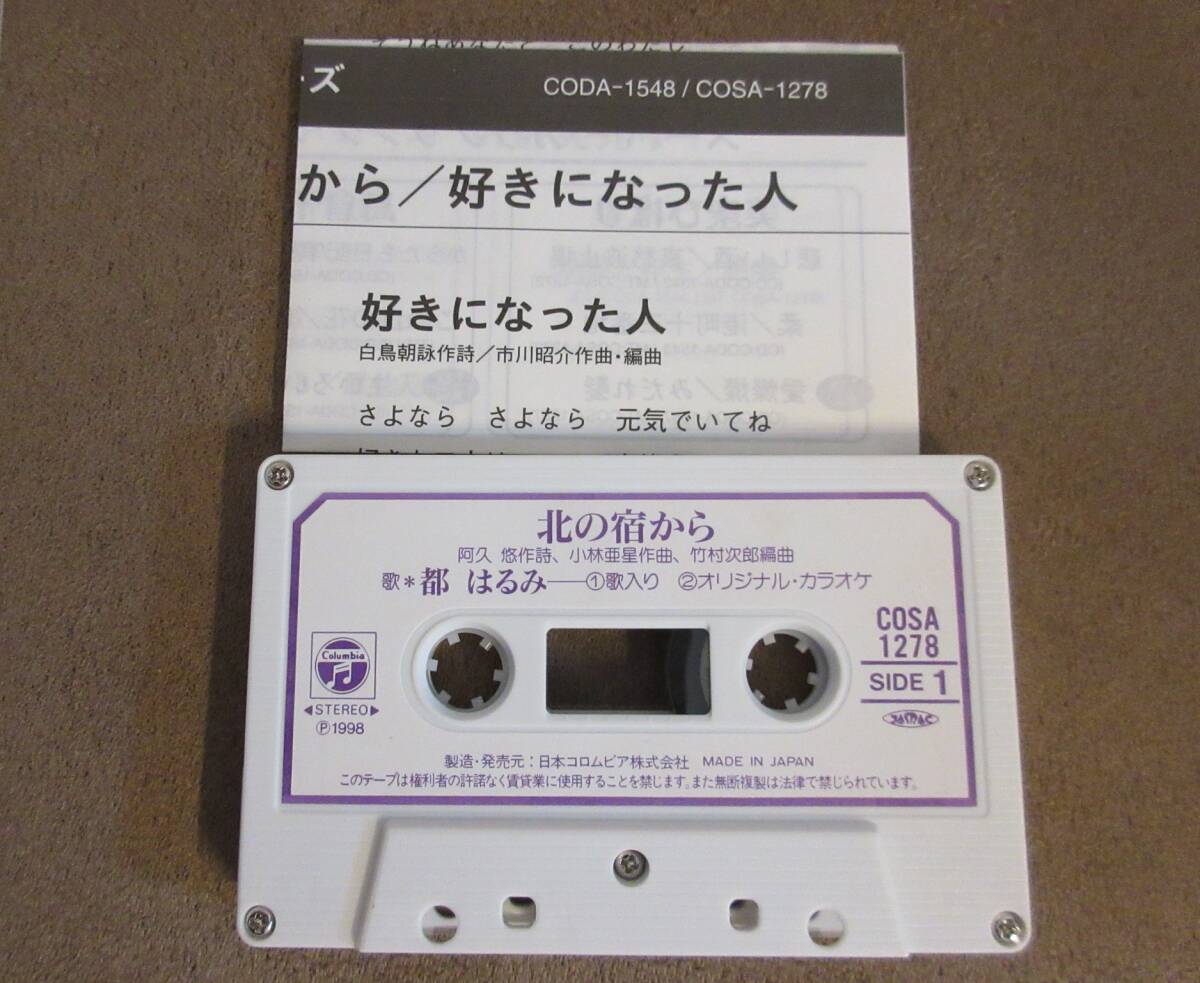 ーズ
CODA-1548 / COSA-1278
から／好きになった人
好きになった人
白鳥朝詠作詩／市川昭介作曲・編曲
さよなら さよなら 元気でいてね
北の宿から
阿久 悠作詩、小林亜星作曲、竹村次郎編曲
歌＊都 はるみ──①歌入り ②オリジナル・カラオケ
COSA
1278
SIDE 1
Columbia
◀STEREO▶
Ⓟ1998
JASRAC
製造・発売元：日本コロムビア株式会社 MADE IN JAPAN
このテープは権利者の許諾なく賃貸業に使用することを禁じます。また無断複製は法律で禁じられています。